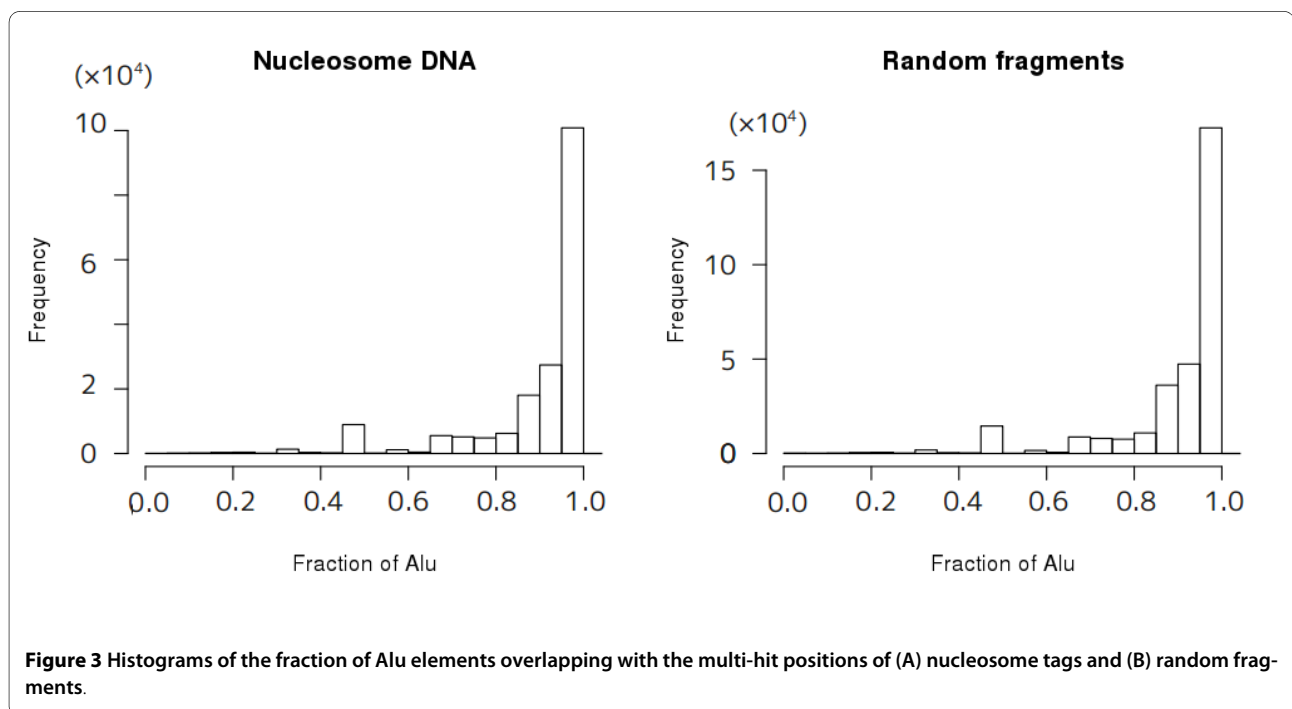 Nucleosome DNA
(×10⁴)
10
6
2
0
Frequency
0.0 0.2 0.4 0.6 0.8 1.0
Fraction of Alu
Random fragments
(×10⁴)
15
10
5
0
Frequency
0.0 0.2 0.4 0.6 0.8 1.0
Fraction of Alu
Figure 3 Histograms of the fraction of Alu elements overlapping with the multi-hit positions of (A) nucleosome tags and (B) random frag-
ments.